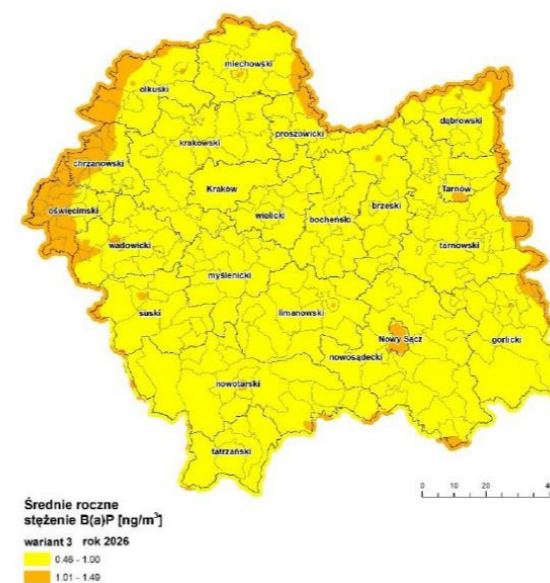 miechowski
olkuski
dąbrowski
proszowicki
krakowski
chrzanowski
Kraków
Tarnów
oświęcimski
wielicki
bocheński
brzeski
wadowicki
tarnowski
myślenicki
suski
limanowski
Nowy Sącz
gorlicki
nowosądecki
nowotarski
tatrzański
0 10 20 40
Średnie roczne
stężenie B(a)P [ng/m³]
wariant 3 rok 2026
0.46 - 1.00
1.01 - 1.49